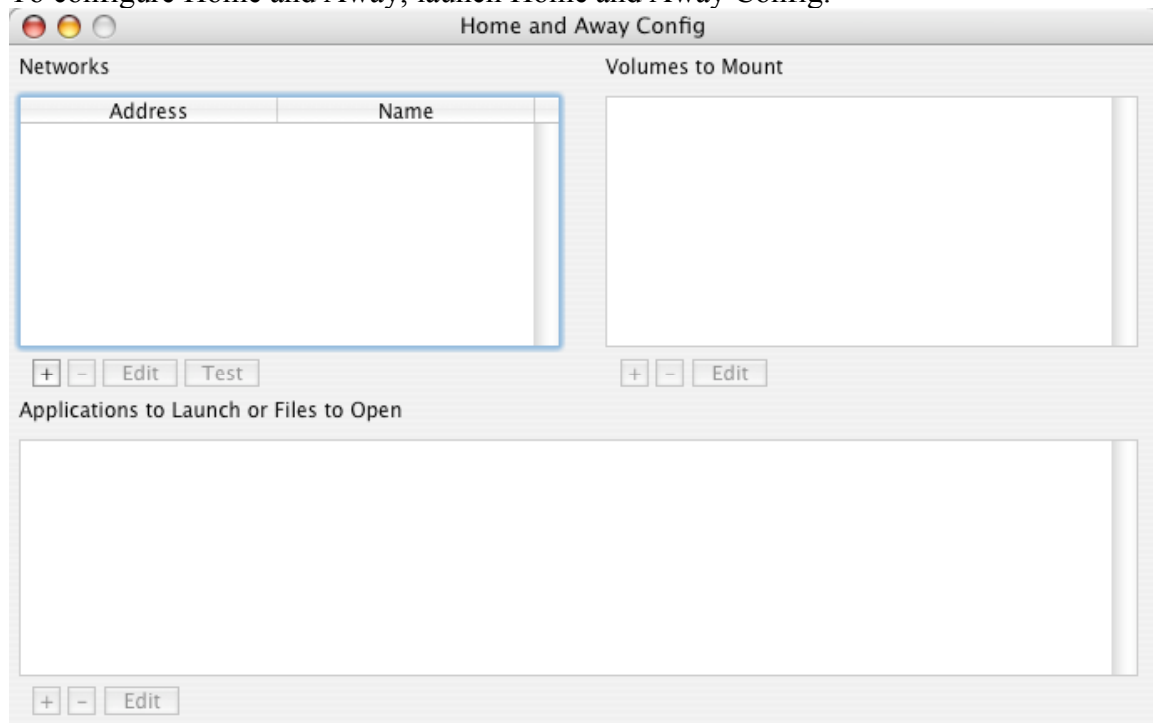 To configure Home and Away, launch Home and Away Config.
Home and Away Config
Networks
Volumes to Mount
Address Name
+ - Edit Test
+ - Edit
Applications to Launch or Files to Open
+ - Edit